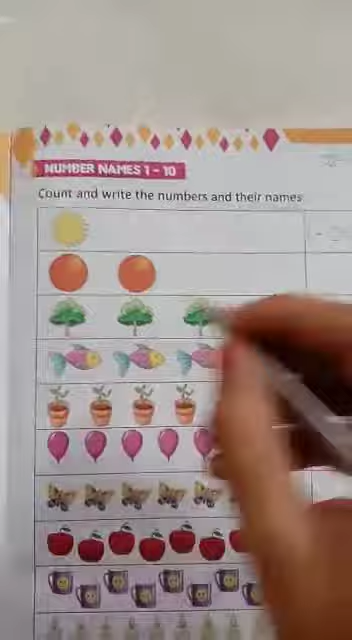 NUMBER NAMES 1 - 10
Count and write the numbers and their names